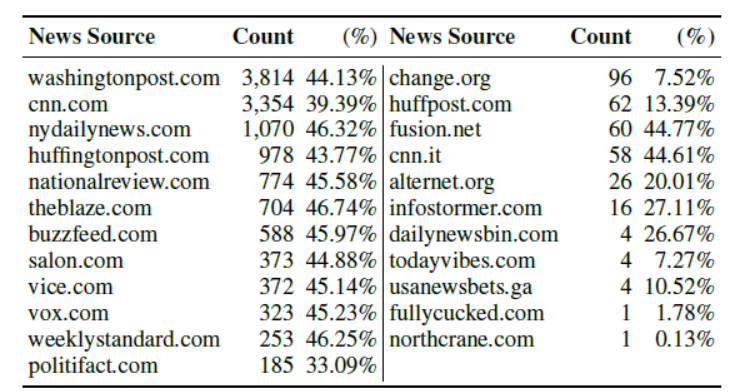 News Source Count (%) News Source Count (%)
washingtonpost.com 3,814 44.13% change.org 96 7.52%
cnn.com 3,354 39.39% huffpost.com 62 13.39%
nydailynews.com 1,070 46.32% fusion.net 60 44.77%
huffingtonpost.com 978 43.77% cnn.it 58 44.61%
nationalreview.com 774 45.58% alternet.org 26 20.01%
theblaze.com 704 46.74% infostormer.com 16 27.11%
buzzfeed.com 588 45.97% dailynewsbin.com 4 26.67%
salon.com 373 44.88% todayvibes.com 4 7.27%
vice.com 372 45.14% usanewsbets.ga 4 10.52%
vox.com 323 45.23% fullycucked.com 1 1.78%
weeklystandard.com 253 46.25% northcrane.com 1 0.13%
politifact.com 185 33.09%